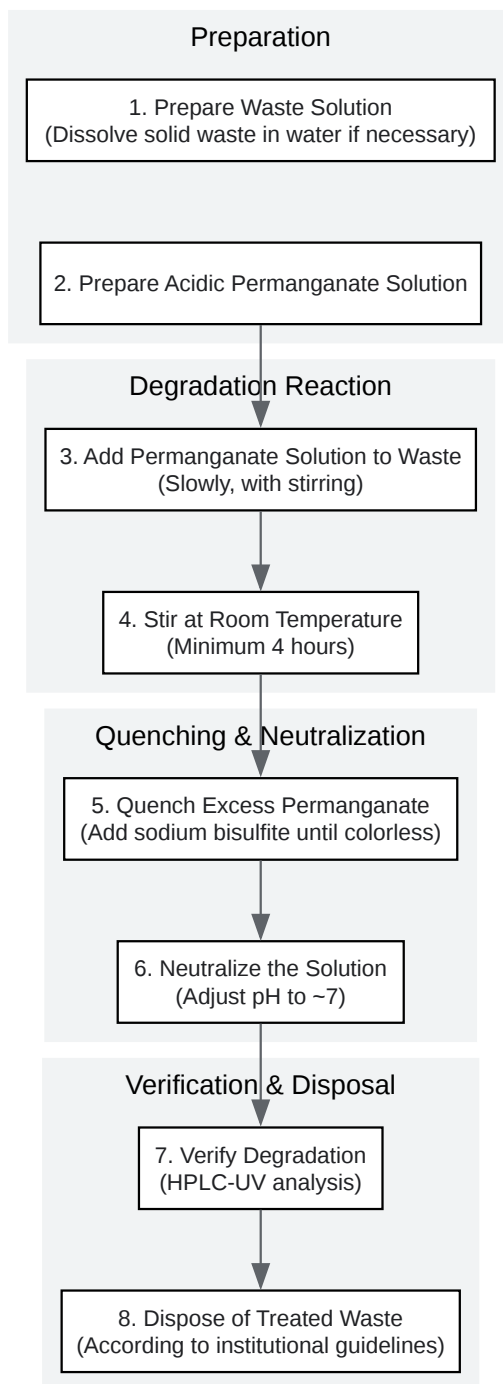 Preparation
1. Prepare Waste Solution
(Dissolve solid waste in water if necessary)
2. Prepare Acidic Permanganate Solution
Degradation Reaction
3. Add Permanganate Solution to Waste
(Slowly, with stirring)
4. Stir at Room Temperature
(Minimum 4 hours)
Quenching & Neutralization
5. Quench Excess Permanganate
(Add sodium bisulfite until colorless)
6. Neutralize the Solution
(Adjust pH to ~7)
Verification & Disposal
7. Verify Degradation
(HPLC-UV analysis)
8. Dispose of Treated Waste
(According to institutional guidelines)